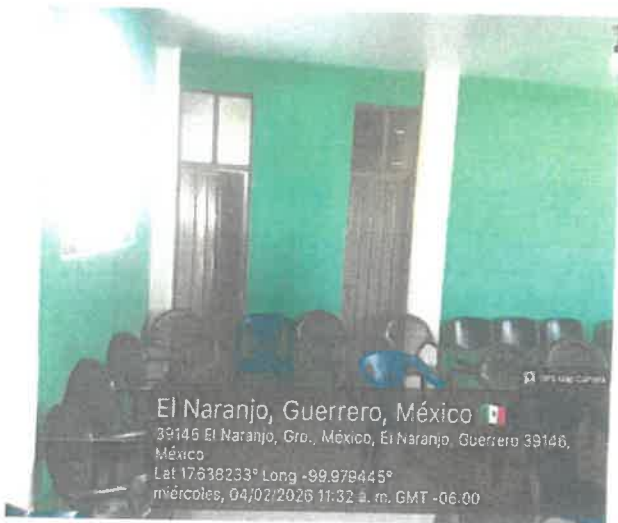 El Naranjo, Guerrero, México
39146 El Naranjo, Gro., México, El Naranjo, Guerrero 39146,
México
Lat 17.638233° Long -99.979445°
miércoles, 04/02/2026 11:32 a. m. GMT -06:00